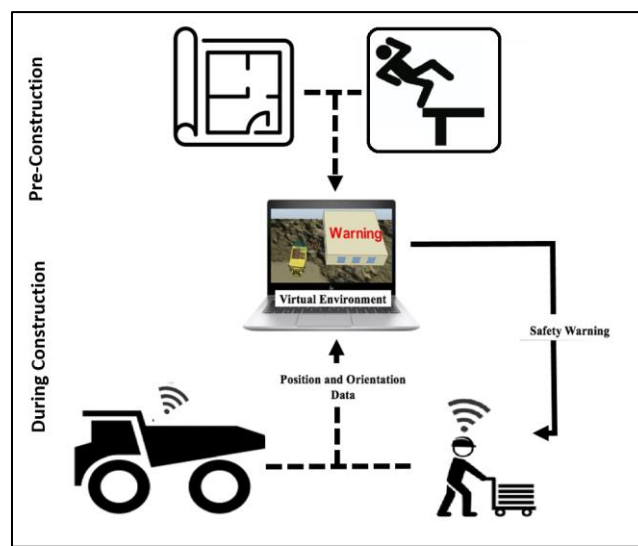 Pre-Construction
Warning
Virtual Environment
During Construction
Safety Warning
Position and Orientation
Data